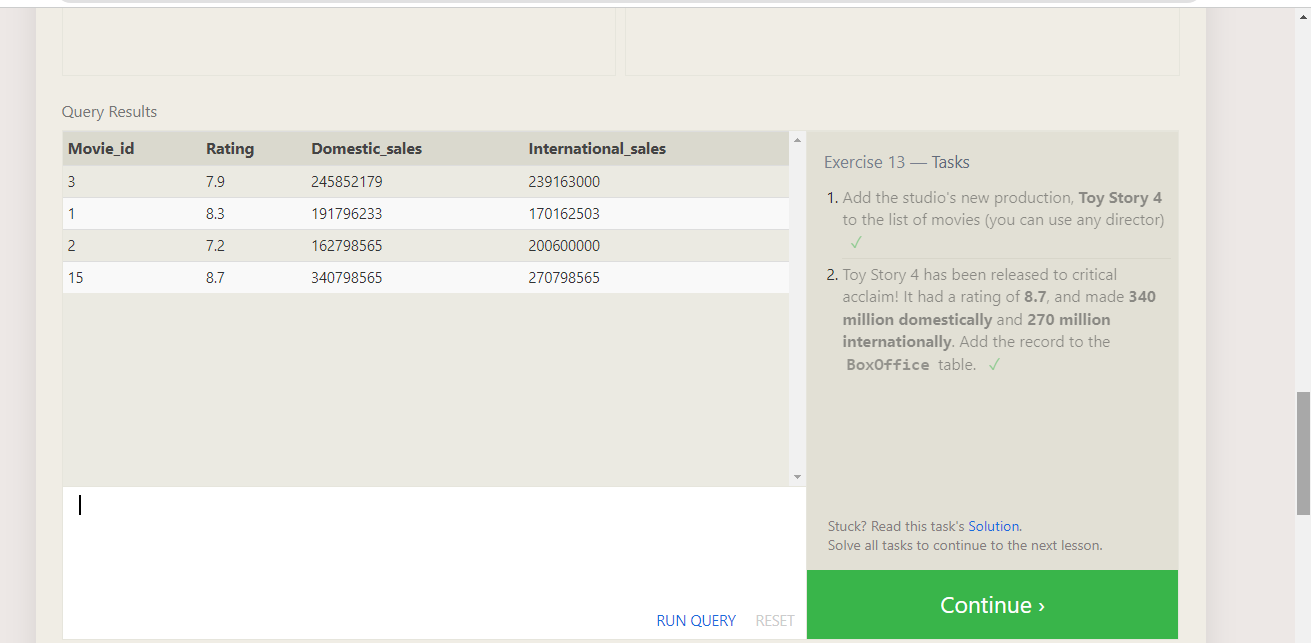 Query Results
Movie_id Rating Domestic_sales International_sales
3 7.9 245852179 239163000
1 8.3 191796233 170162503
2 7.2 162798565 200600000
15 8.7 340798565 270798565
RUN QUERY RESET
Exercise 13 — Tasks
1. Add the studio's new production, Toy Story 4
to the list of movies (you can use any director)
✓
2. Toy Story 4 has been released to critical
acclaim! It had a rating of 8.7, and made 340
million domestically and 270 million
internationally. Add the record to the
BoxOffice table. ✓
Stuck? Read this task's Solution.
Solve all tasks to continue to the next lesson.
Continue ›